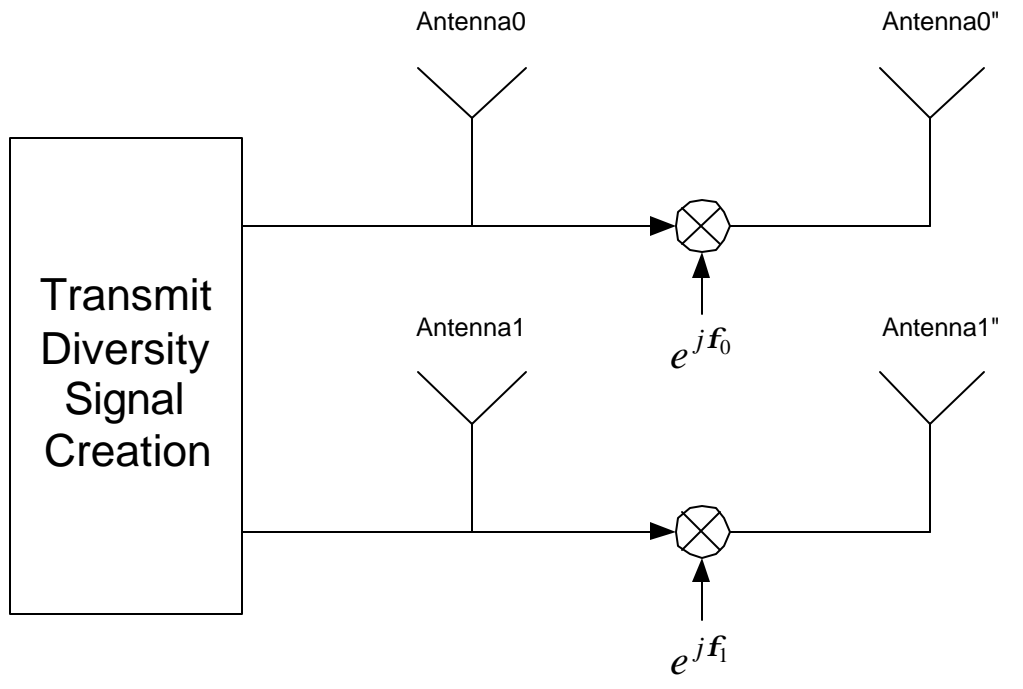 Antenna0
Antenna0"
Transmit
Diversity
Signal
Creation
e^{jf_0}
Antenna1
Antenna1"
e^{jf_1}